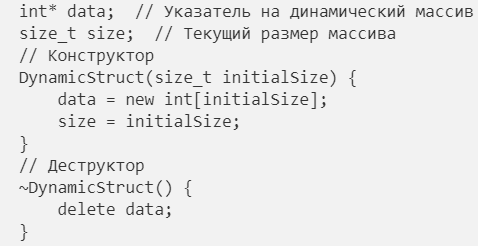 int* data;  // Указатель на динамический массив
size_t size;  // Текущий размер массива
// Конструктор
DynamicStruct(size_t initialSize) {
    data = new int[initialSize];
    size = initialSize;
}
// Деструктор
~DynamicStruct() {
    delete data;
}